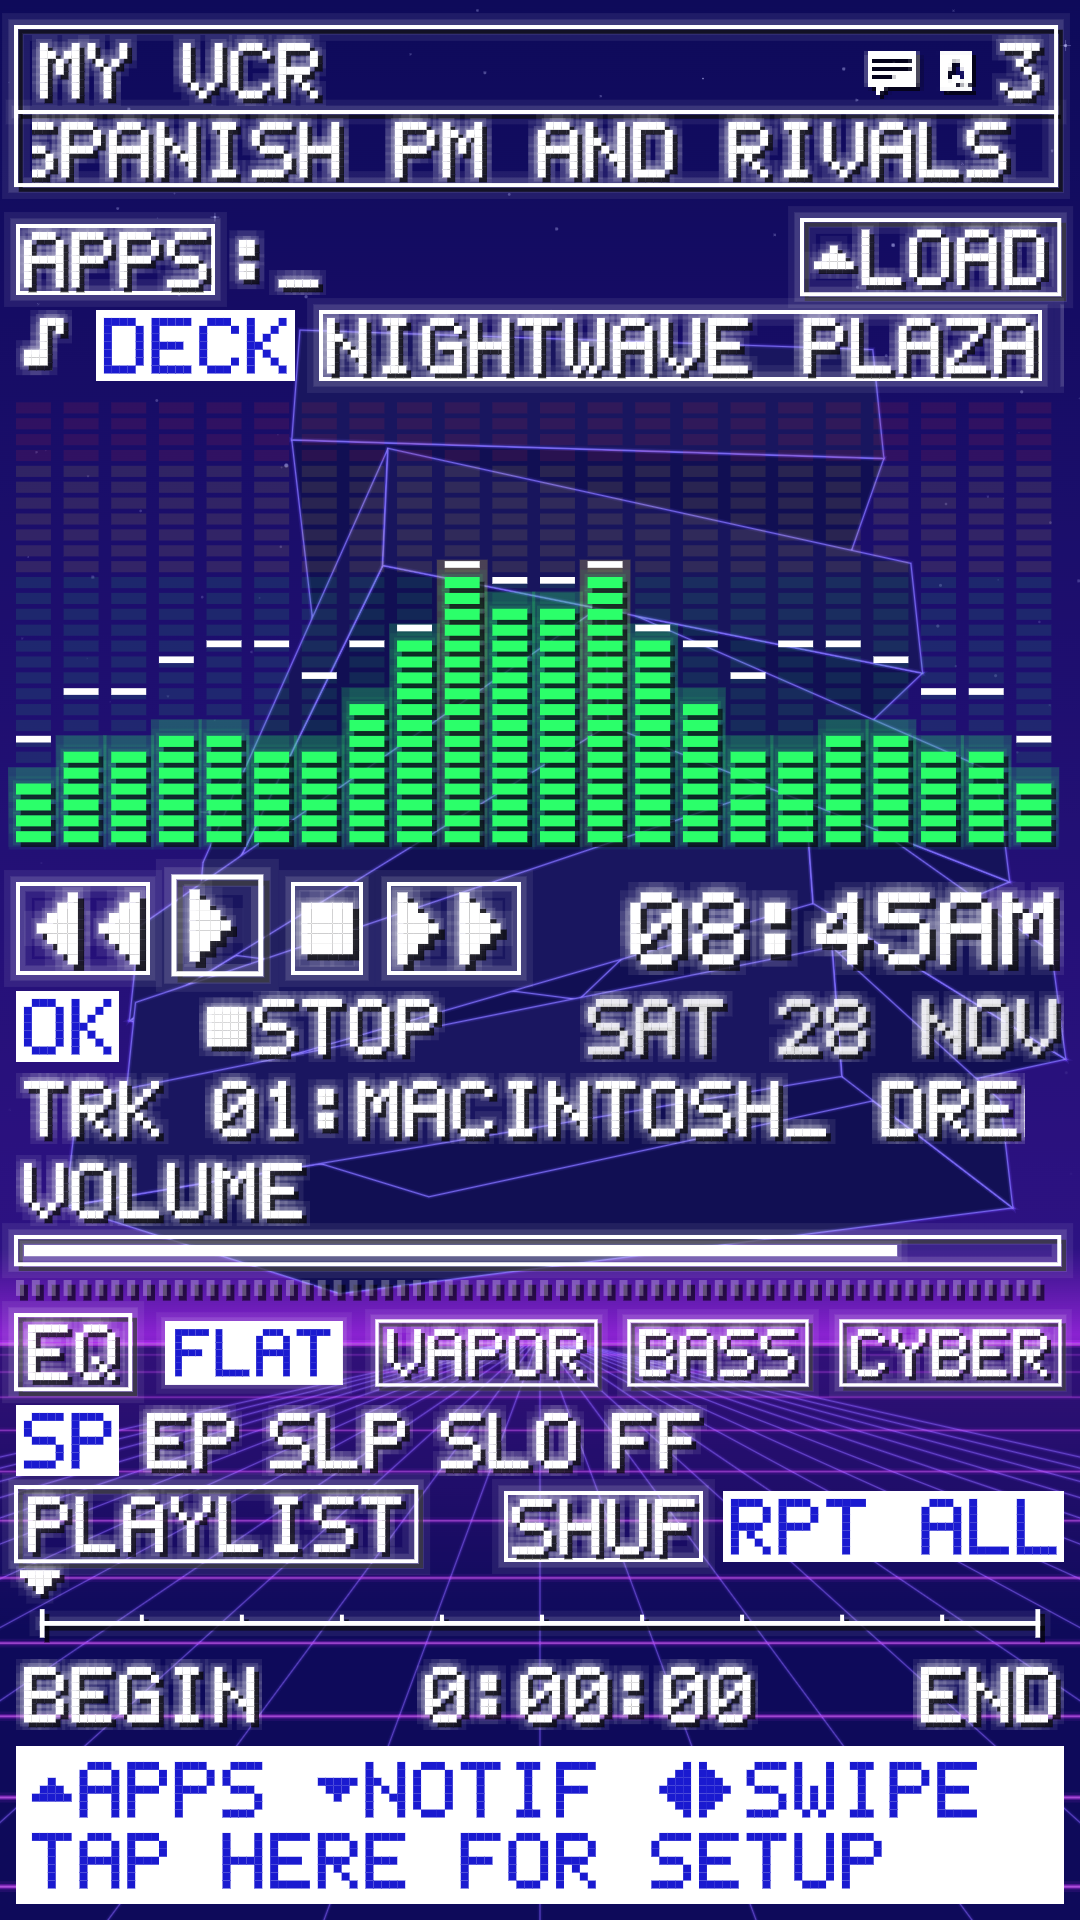 MY VCR 3
SPANISH PM AND RIVALS
APPS:_ ▲LOAD
♪ DECK NIGHTWAVE PLAZA
08:45AM
OK ■STOP SAT 28 NOV
TRK 01:MACINTOSH_ DRE
VOLUME
EQ FLAT VAPOR BASS CYBER
SP EP SLP SLO FF
PLAYLIST SHUF RPT ALL
BEGIN 0:00:00 END
▲APPS ▼NOTIF ◀▶SWIPE
TAP HERE FOR SETUP